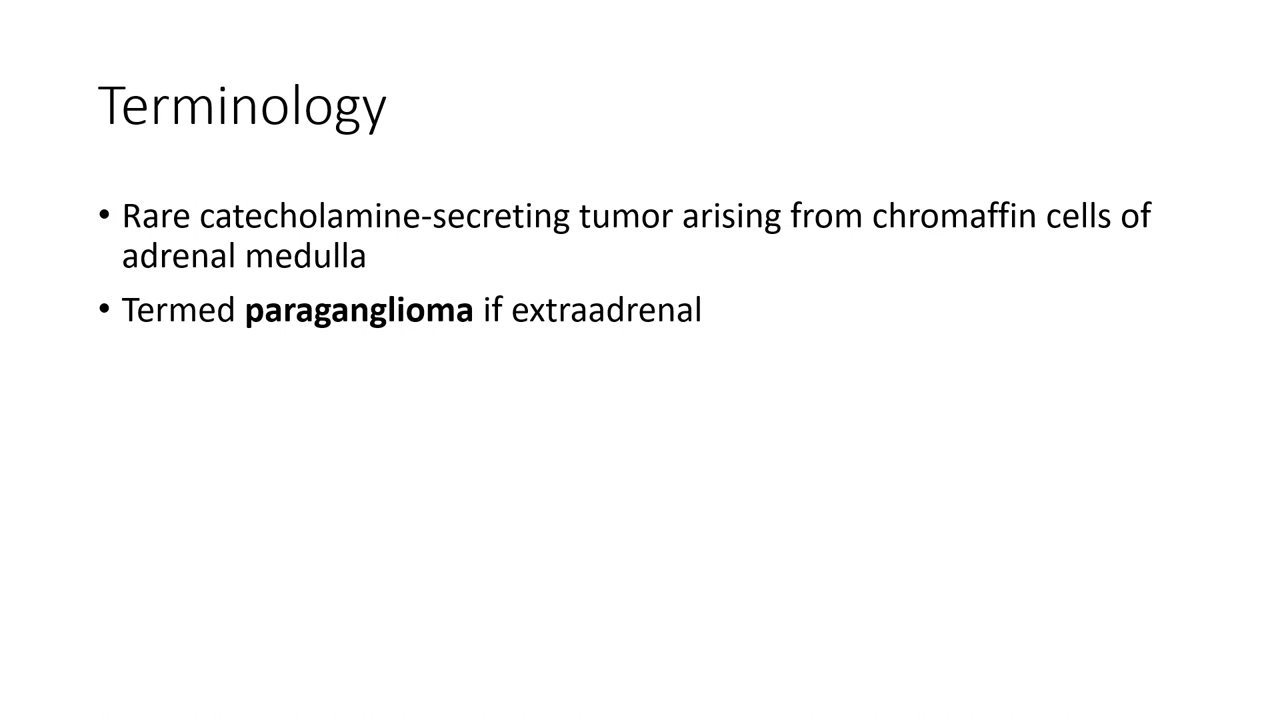 Terminology
• Rare catecholamine-secreting tumor arising from chromaffin cells of
adrenal medulla
• Termed paraganglioma if extraadrenal